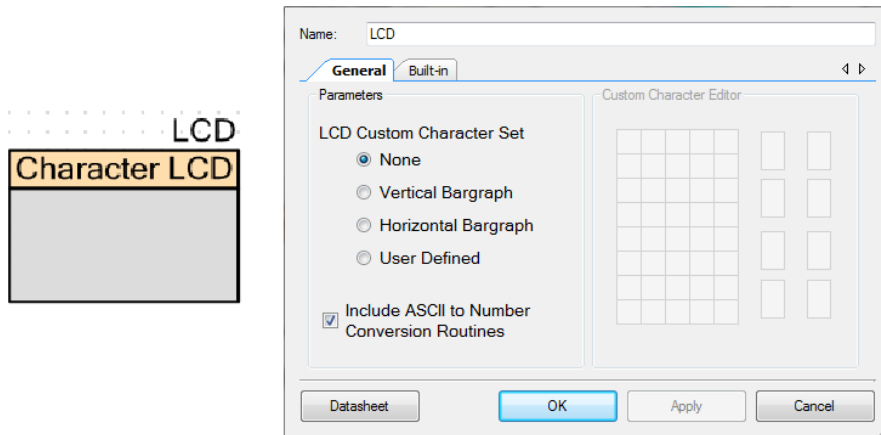 LCD
Character LCD
Name: LCD
General Built-in
Parameters
Custom Character Editor
LCD Custom Character Set
None
Vertical Bargraph
Horizontal Bargraph
User Defined
Include ASCII to Number
Conversion Routines
Datasheet OK Apply Cancel